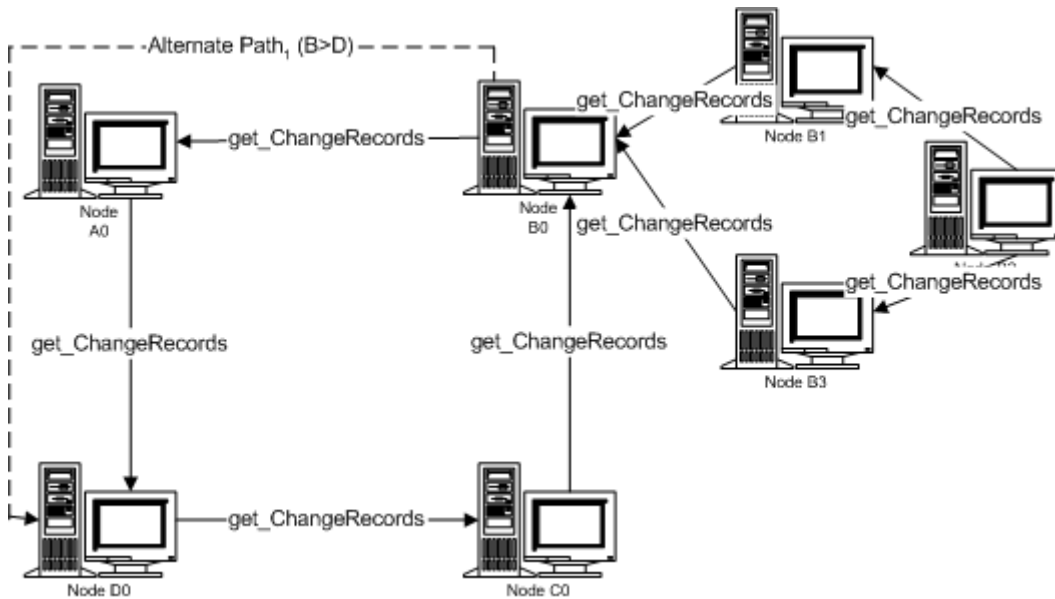 Alternate Path1 (B>D)
get_ChangeRecords
get_ChangeRecords
get_ChangeRecords
Node B1
Node
A0
Node
B0
get_ChangeRecords
get_ChangeRecords
get_ChangeRecords
get_ChangeRecords
Node B3
get_ChangeRecords
Node D0
Node C0